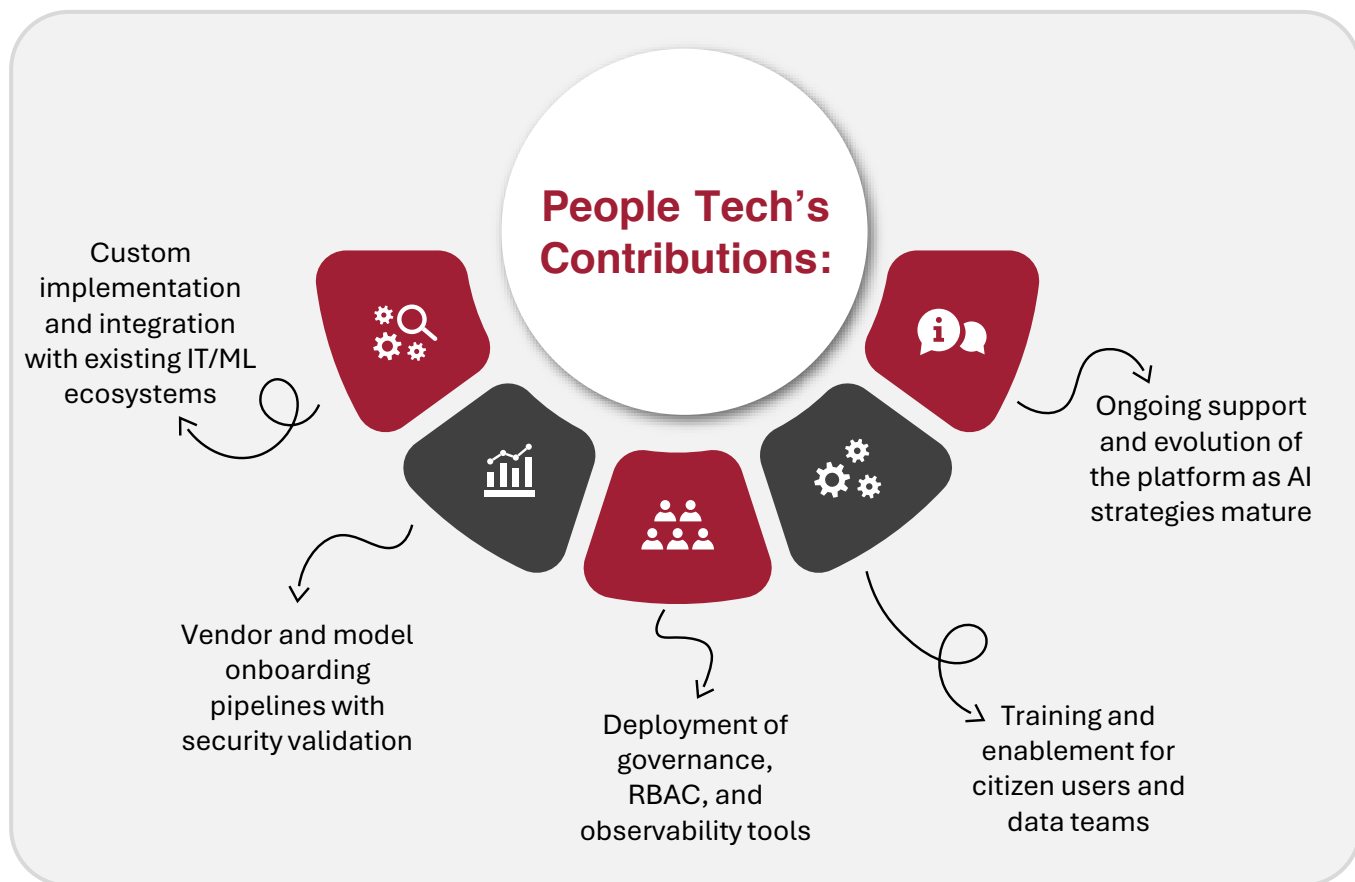 People Tech’s
Contributions:
Custom
implementation
and integration
with existing IT/ML
ecosystems
Vendor and model
onboarding
pipelines with
security validation
Deployment of
governance,
RBAC, and
observability tools
Training and
enablement for
citizen users and
data teams
Ongoing support
and evolution of
the platform as AI
strategies mature